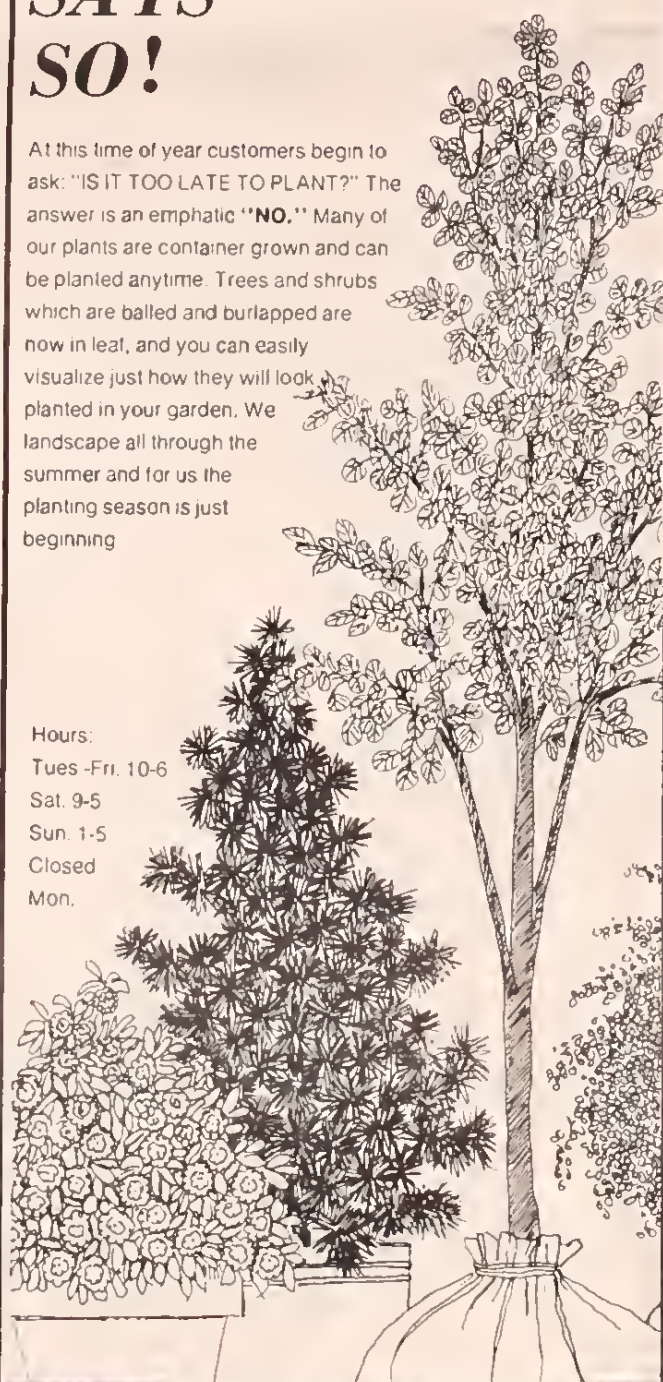 SAYS
SO!
At this time of year customers begin to
ask: "IS IT TOO LATE TO PLANT?" The
answer is an emphatic "NO." Many of
our plants are container grown and can
be planted anytime. Trees and shrubs
which are balled and burlapped are
now in leaf, and you can easily
visualize just how they will look
planted in your garden. We
landscape all through the
summer and for us the
planting season is just
beginning
Hours:
Tues -Fri. 10-6
Sat. 9-5
Sun. 1-5
Closed
Mon.